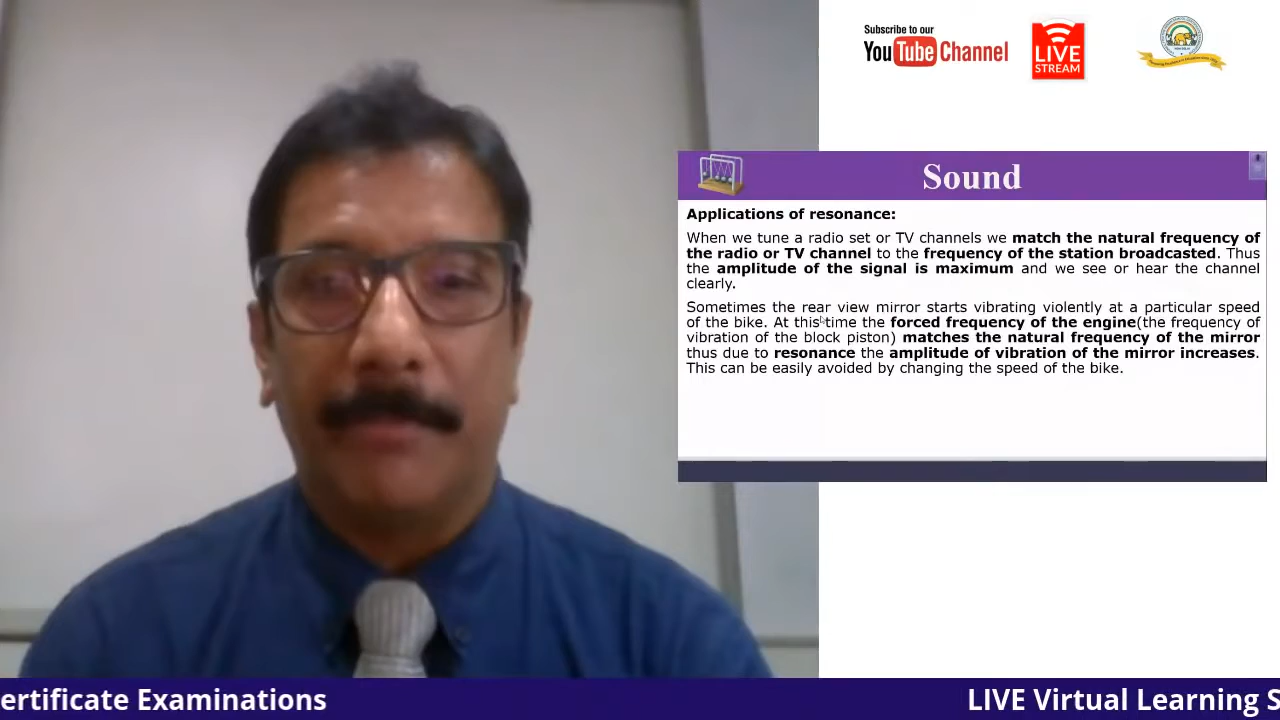 Subscribe to our
YouTube Channel
LIVE
STREAM
Sound
Applications of resonance:
When we tune a radio set or TV channels we match the natural frequency of
the radio or TV channel to the frequency of the station broadcasted. Thus
the amplitude of the signal is maximum and we see or hear the channel
clearly.
Sometimes the rear view mirror starts vibrating violently at a particular speed
of the bike. At this time the forced frequency of the engine(the frequency of
vibration of the block piston) matches the natural frequency of the mirror
thus due to resonance the amplitude of vibration of the mirror increases.
This can be easily avoided by changing the speed of the bike.
ertificate Examinations
LIVE Virtual Learning S